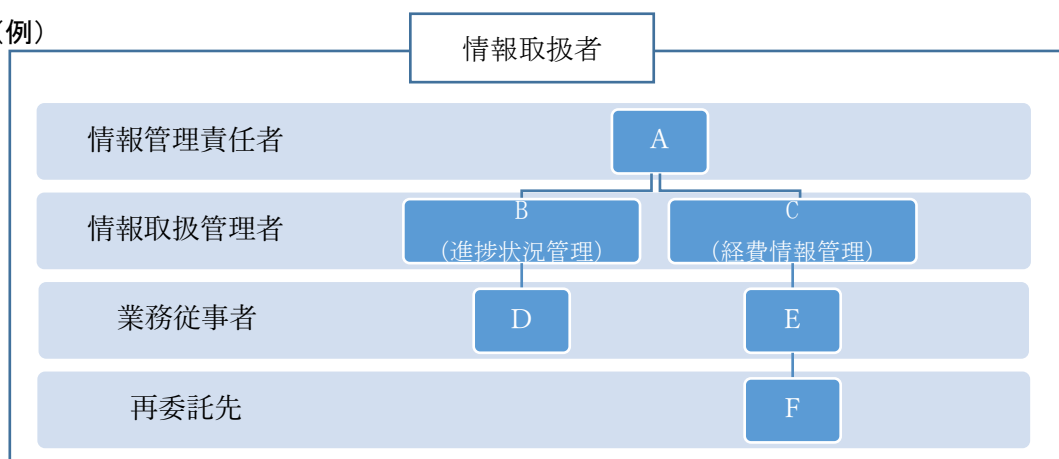 （例）
情報取扱者
情報管理責任者
A
情報取扱管理者
B
（進捗状況管理）
C
（経費情報管理）
業務従事者
D
E
再委託先
F